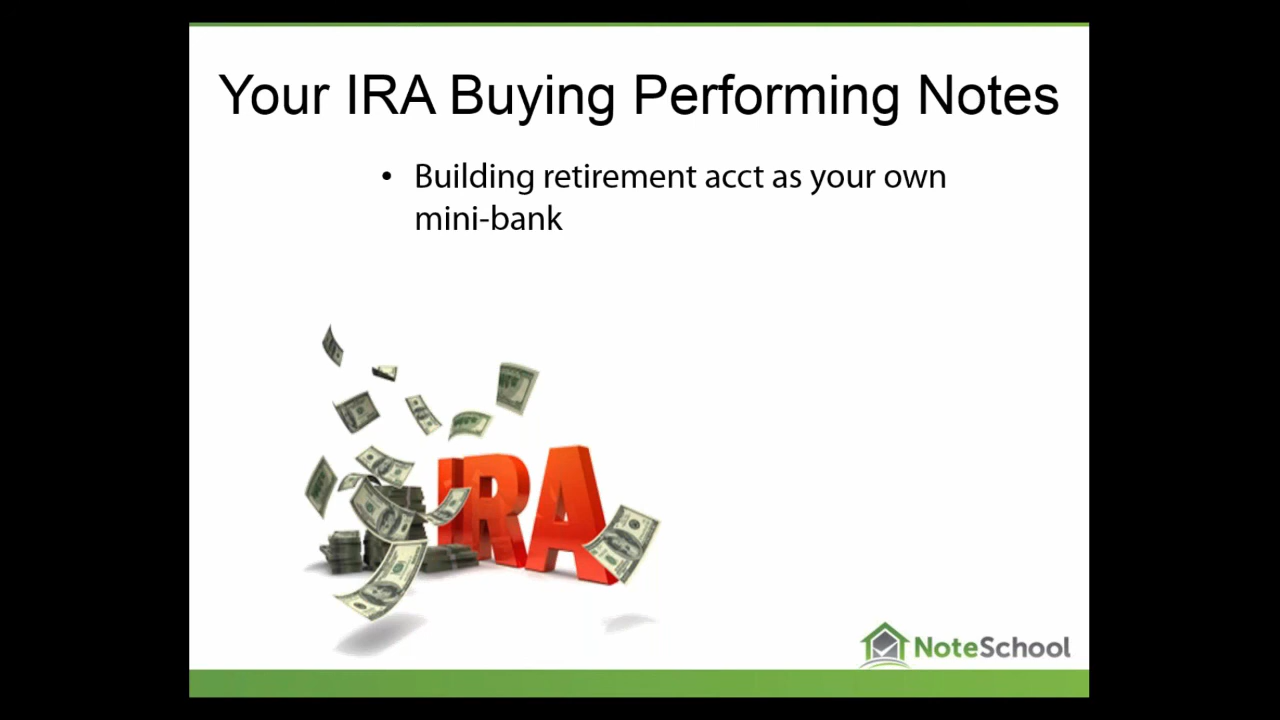 Your IRA Buying Performing Notes
• Building retirement acct as your own
mini-bank
IRA
NoteSchool